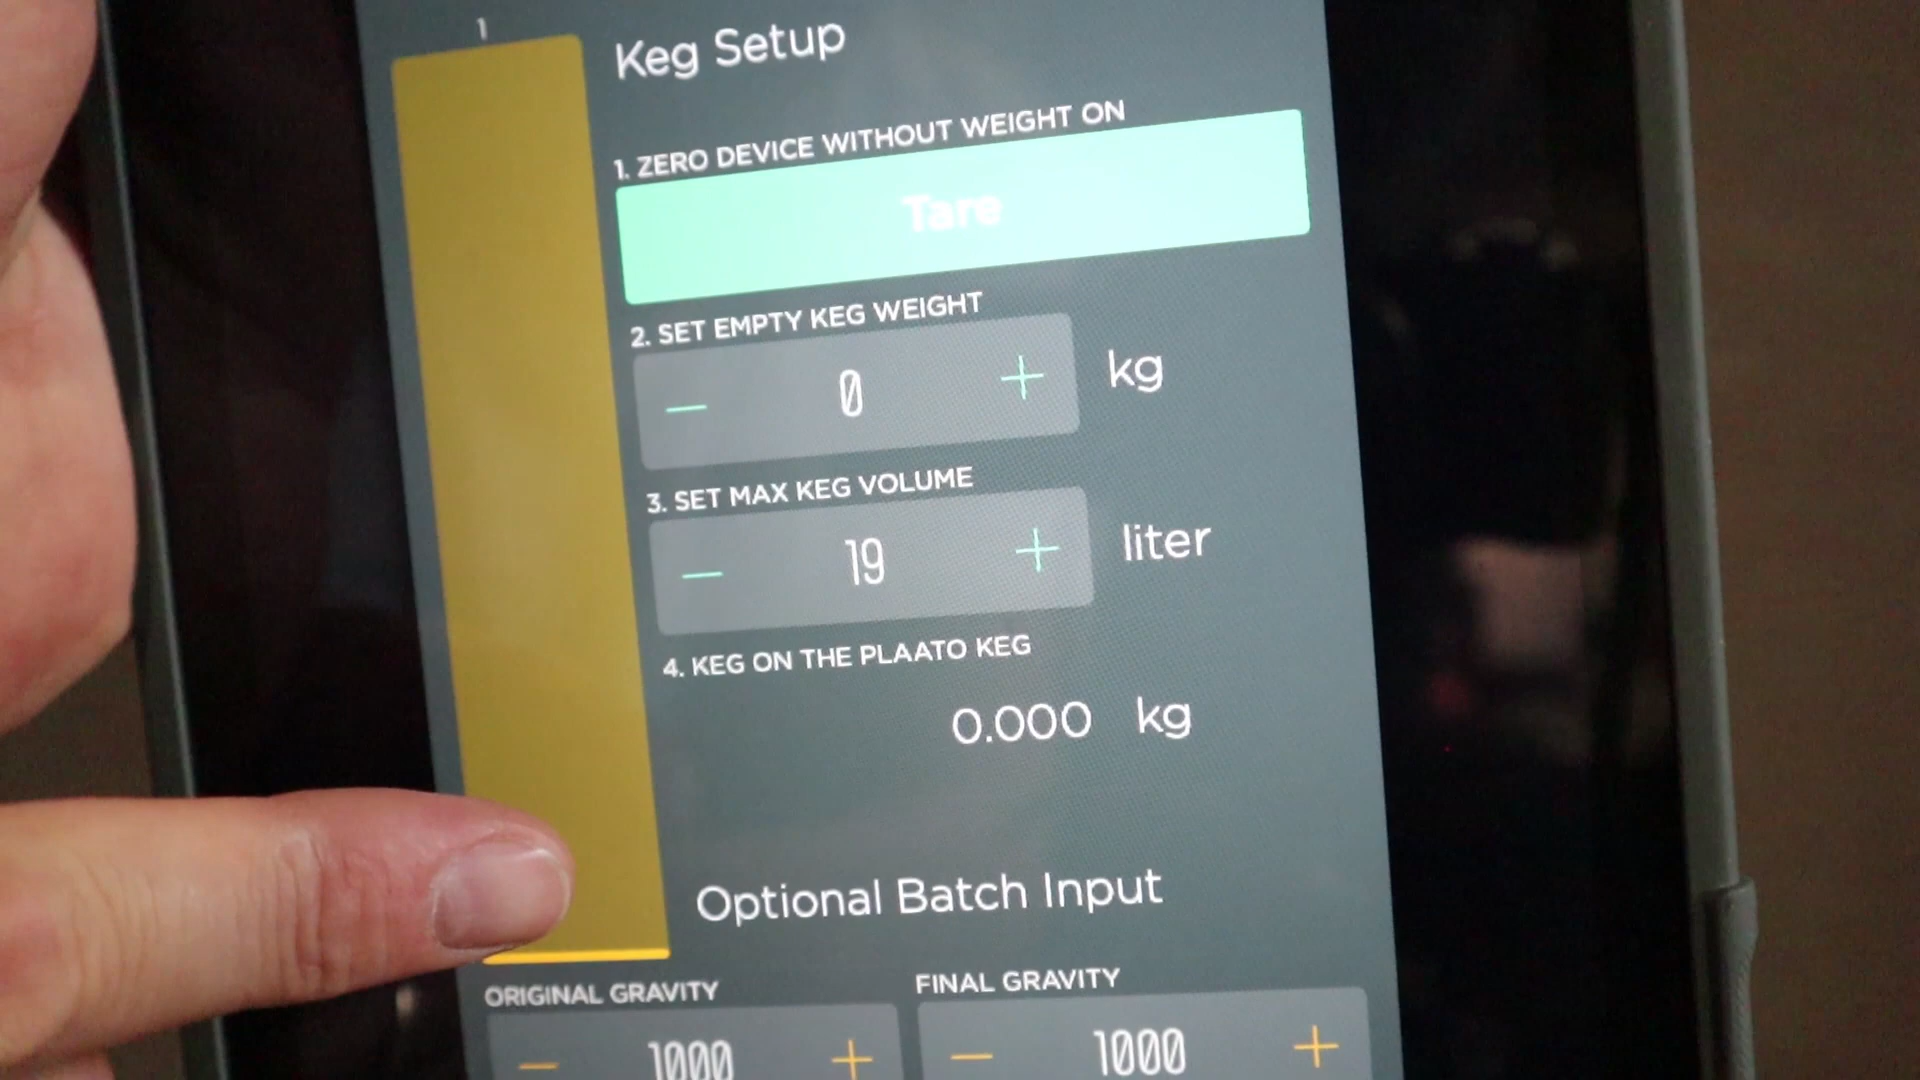 1
Keg Setup
1. ZERO DEVICE WITHOUT WEIGHT ON
Tare
2. SET EMPTY KEG WEIGHT
− 0 + kg
3. SET MAX KEG VOLUME
− 19 + liter
4. KEG ON THE PLAATO KEG
0.000 kg
Optional Batch Input
ORIGINAL GRAVITY FINAL GRAVITY
− 1000 + − 1000 +